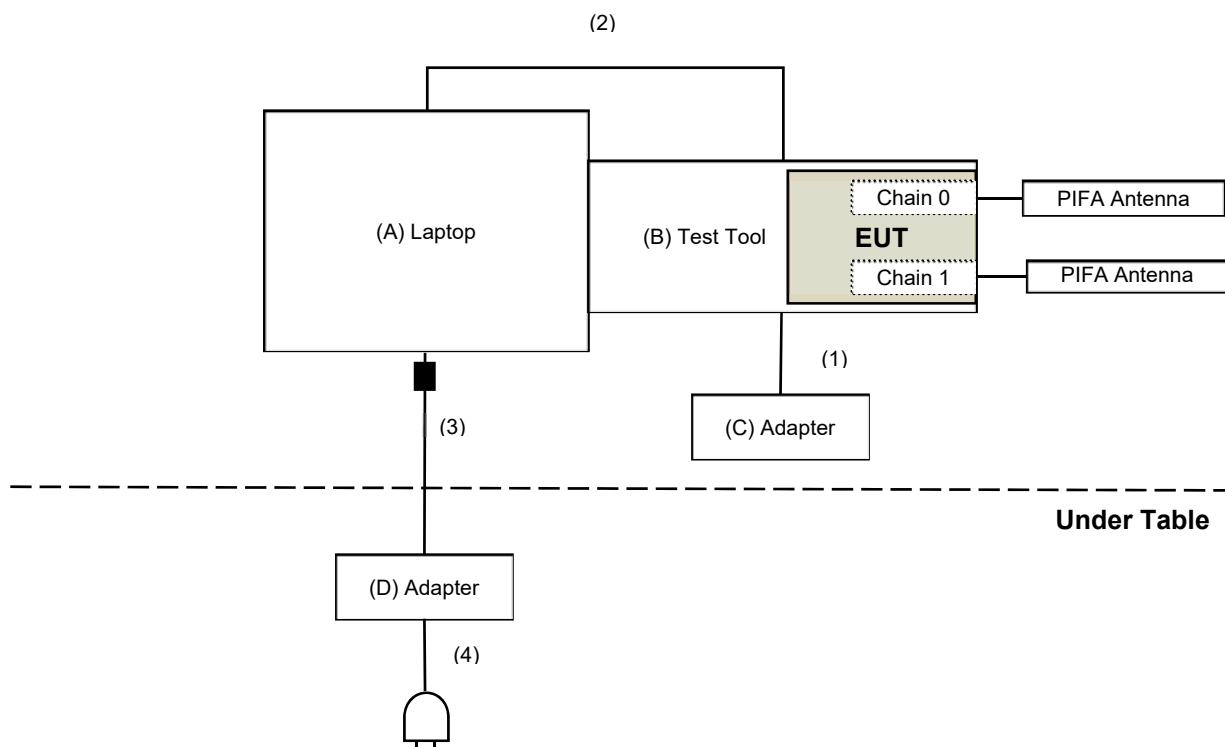 (2)
Chain 0
PIFA Antenna
(A) Laptop
(B) Test Tool
EUT
Chain 1
PIFA Antenna
(1)
(3)
(C) Adapter
Under Table
(D) Adapter
(4)